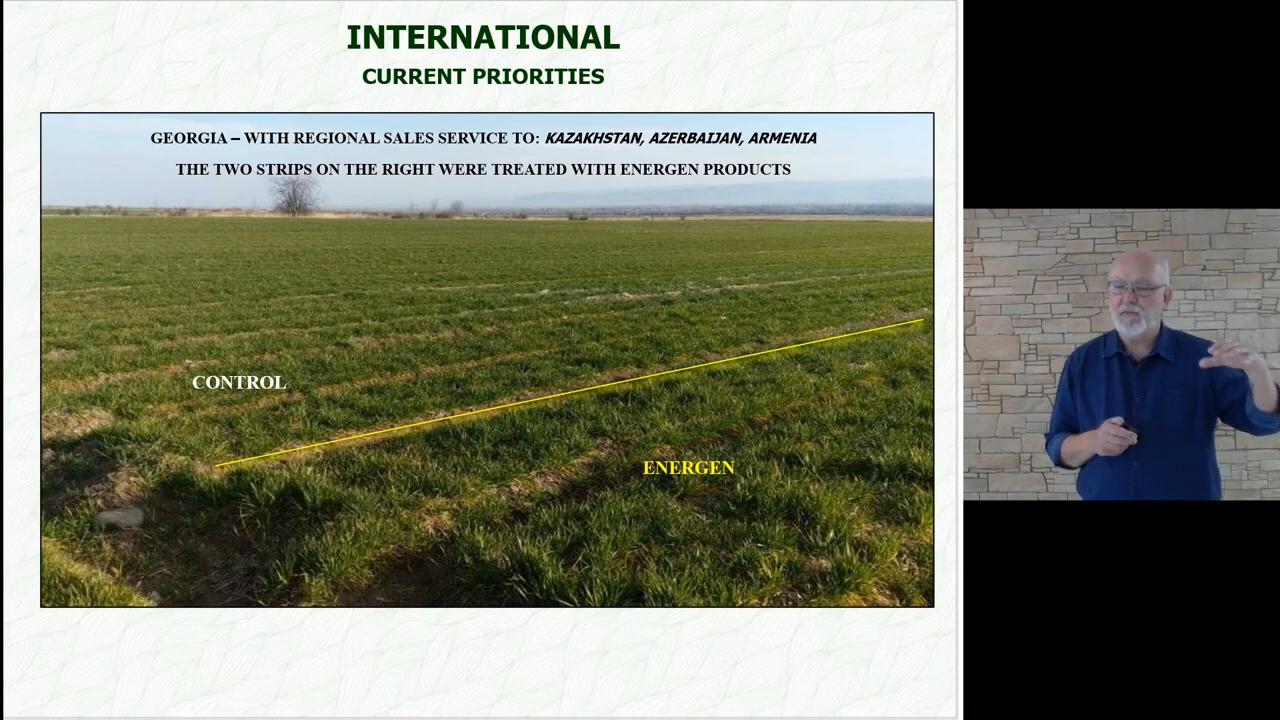 INTERNATIONAL
CURRENT PRIORITIES
GEORGIA – WITH REGIONAL SALES SERVICE TO: KAZAKHSTAN, AZERBAIJAN, ARMENIA
THE TWO STRIPS ON THE RIGHT WERE TREATED WITH ENERGEN PRODUCTS
CONTROL
ENERGEN